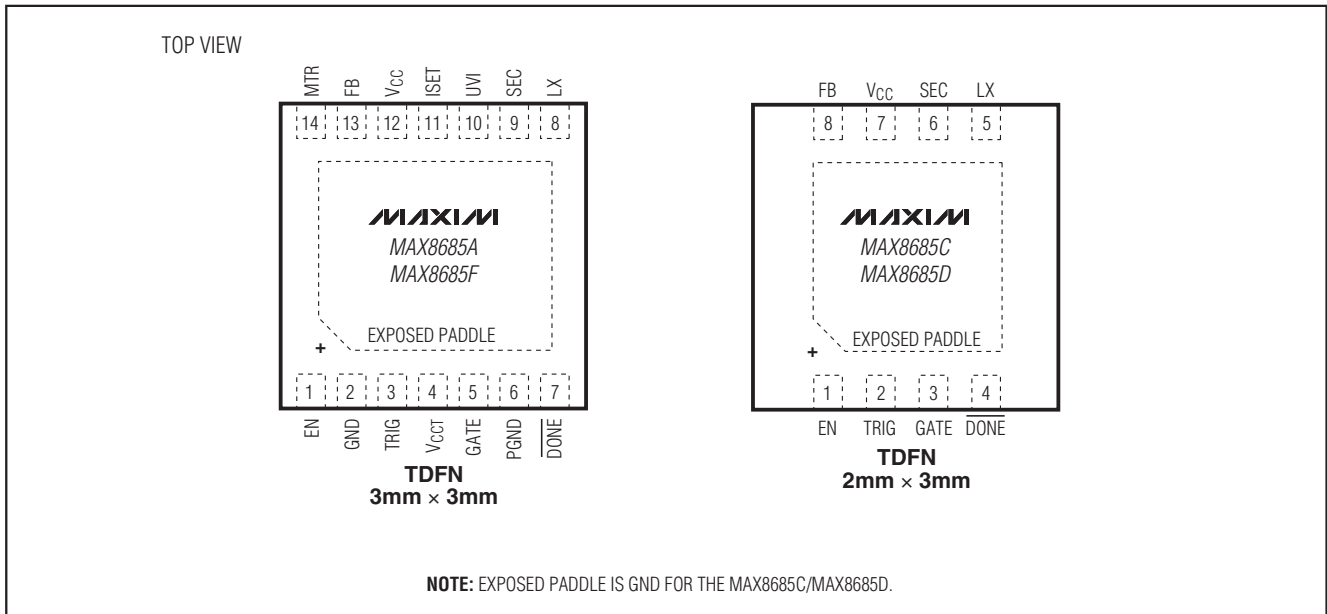 TOP VIEW
MTR FB VCC ISET UVI SEC LX
14 13 12 11 10 9 8
MAXIM
MAX8685A
MAX8685F
EXPOSED PADDLE
+
1 2 3 4 5 6 7
EN GND TRIG VCCT GATE PGND DONE
TDFN
3mm × 3mm
FB VCC SEC LX
8 7 6 5
MAXIM
MAX8685C
MAX8685D
EXPOSED PADDLE
+
1 2 3 4
EN TRIG GATE DONE
TDFN
2mm × 3mm
NOTE: EXPOSED PADDLE IS GND FOR THE MAX8685C/MAX8685D.